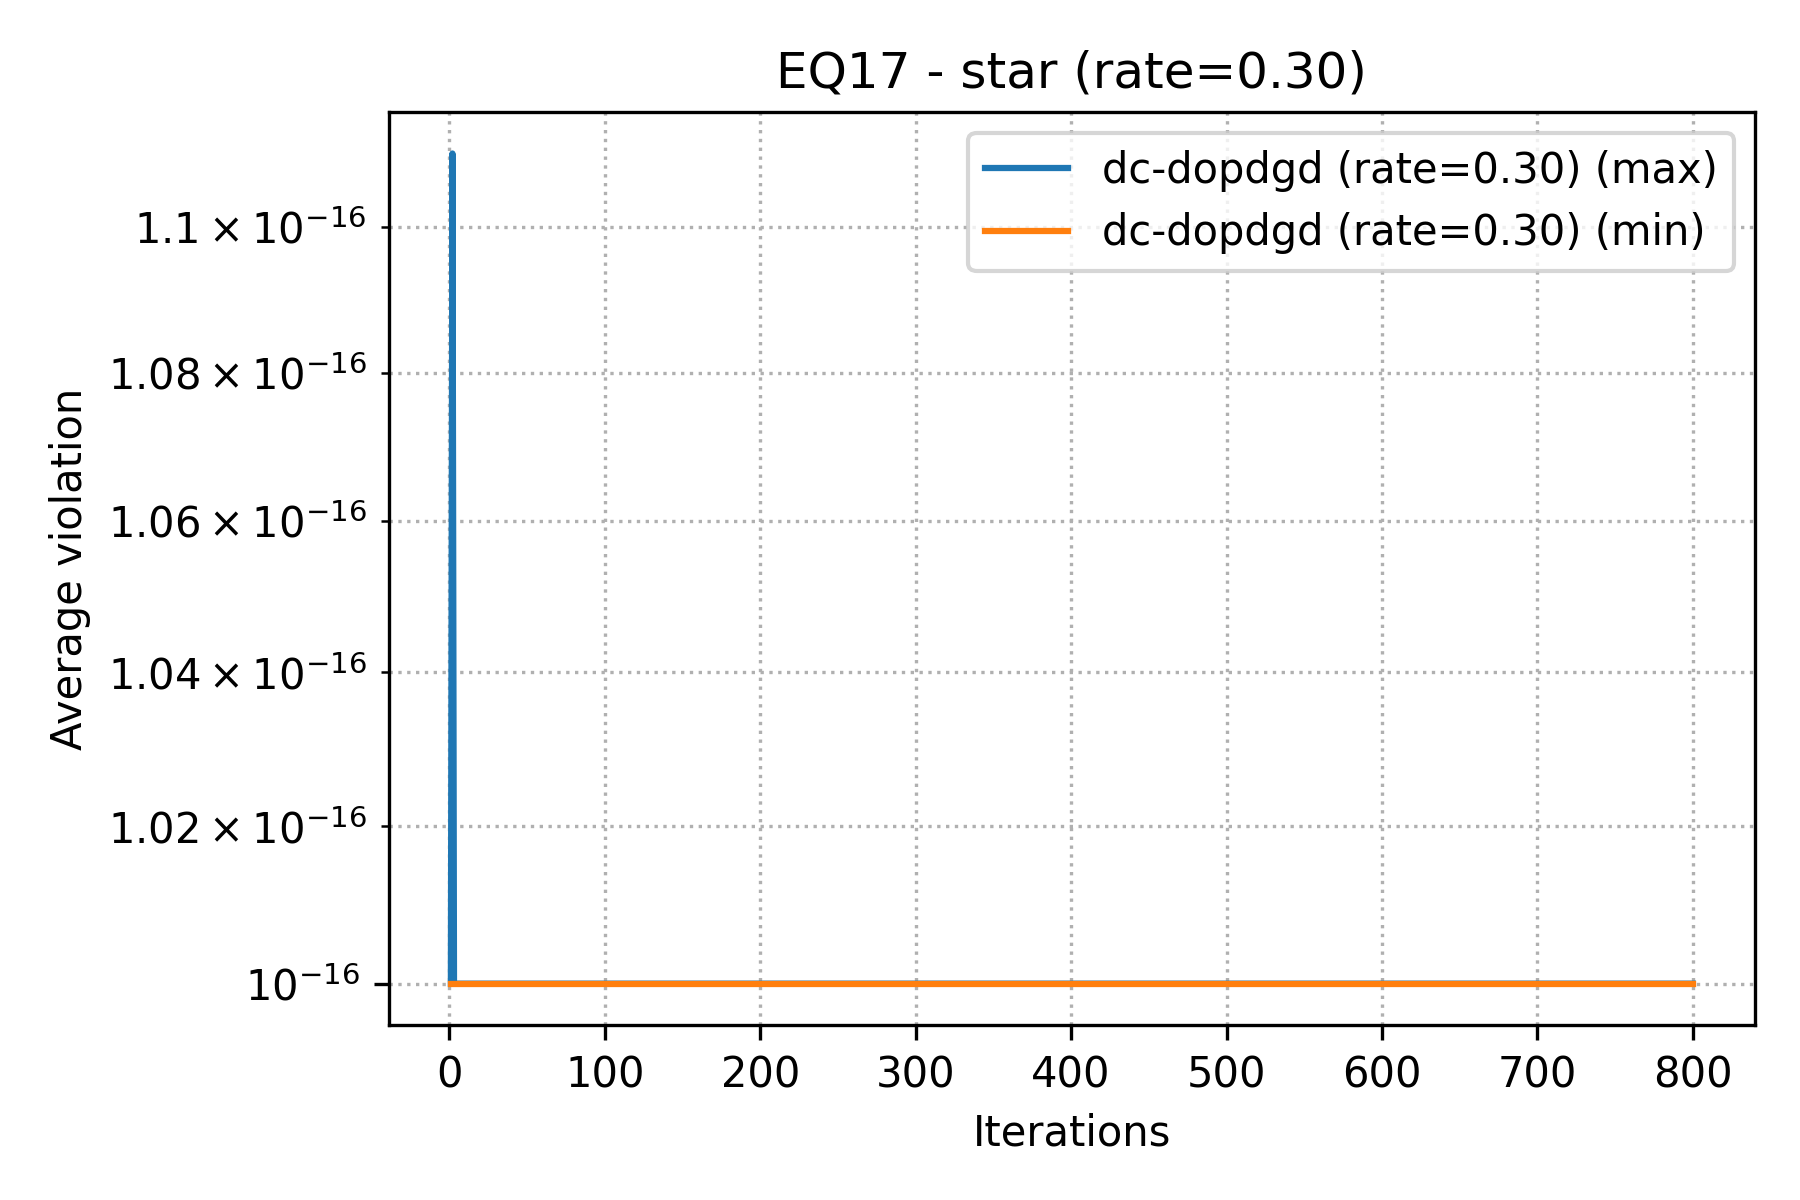 EQ17 - star (rate=0.30)
dc-dopdgd (rate=0.30) (max)
dc-dopdgd (rate=0.30) (min)
Average violation
1.1 × 10⁻¹⁶
1.08 × 10⁻¹⁶
1.06 × 10⁻¹⁶
1.04 × 10⁻¹⁶
1.02 × 10⁻¹⁶
10⁻¹⁶
0 100 200 300 400 500 600 700 800
Iterations